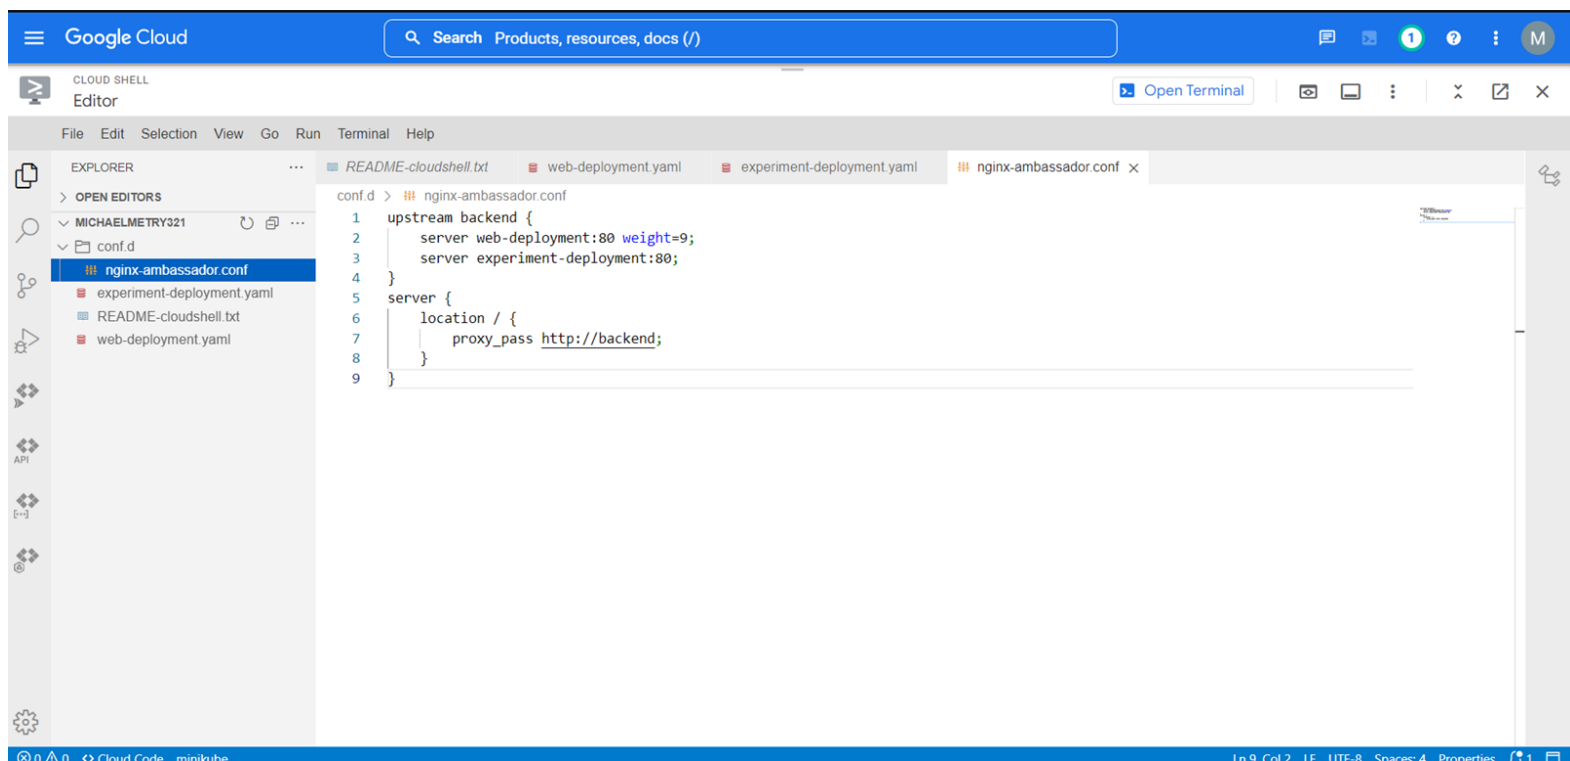 Google Cloud
Search Products, resources, docs (/)
1
M
CLOUD SHELL
Editor
Open Terminal
File Edit Selection View Go Run Terminal Help
EXPLORER
README-cloudshell.txt
web-deployment.yaml
experiment-deployment.yaml
nginx-ambassador.conf
OPEN EDITORS
MICHAELMETRY321
conf.d
nginx-ambassador.conf
experiment-deployment.yaml
README-cloudshell.txt
web-deployment.yaml
API
conf.d > nginx-ambassador.conf
1 upstream backend {
2 server web-deployment:80 weight=9;
3 server experiment-deployment:80;
4 }
5 server {
6 location / {
7 proxy_pass http://backend;
8 }
9 }
0 0 Cloud Code minikube
Ln 9, Col 2 LF UTF-8 Spaces: 4 Properties 1